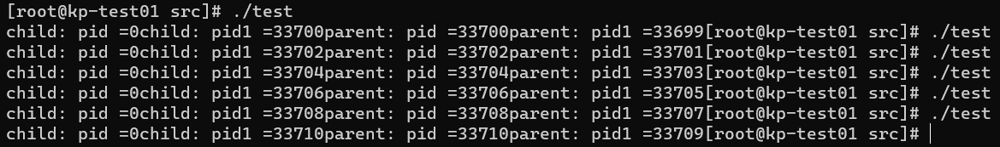 [root@kp-test01 src]# ./test
child: pid =0child: pid1 =33700parent: pid =33700parent: pid1 =33699[root@kp-test01 src]# ./test
child: pid =0child: pid1 =33702parent: pid =33702parent: pid1 =33701[root@kp-test01 src]# ./test
child: pid =0child: pid1 =33704parent: pid =33704parent: pid1 =33703[root@kp-test01 src]# ./test
child: pid =0child: pid1 =33706parent: pid =33706parent: pid1 =33705[root@kp-test01 src]# ./test
child: pid =0child: pid1 =33708parent: pid =33708parent: pid1 =33707[root@kp-test01 src]# ./test
child: pid =0child: pid1 =33710parent: pid =33710parent: pid1 =33709[root@kp-test01 src]#